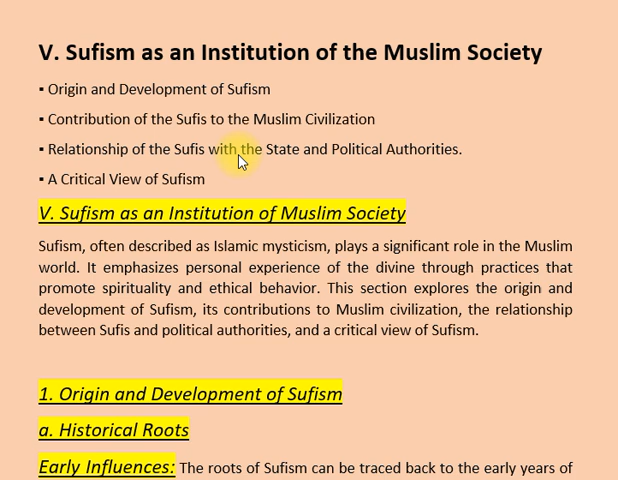 V. Sufism as an Institution of the Muslim Society
▪ Origin and Development of Sufism
▪ Contribution of the Sufis to the Muslim Civilization
▪ Relationship of the Sufis with the State and Political Authorities.
▪ A Critical View of Sufism
V. Sufism as an Institution of Muslim Society
Sufism, often described as Islamic mysticism, plays a significant role in the Muslim
world. It emphasizes personal experience of the divine through practices that
promote spirituality and ethical behavior. This section explores the origin and
development of Sufism, its contributions to Muslim civilization, the relationship
between Sufis and political authorities, and a critical view of Sufism.
1. Origin and Development of Sufism
a. Historical Roots
Early Influences: The roots of Sufism can be traced back to the early years of